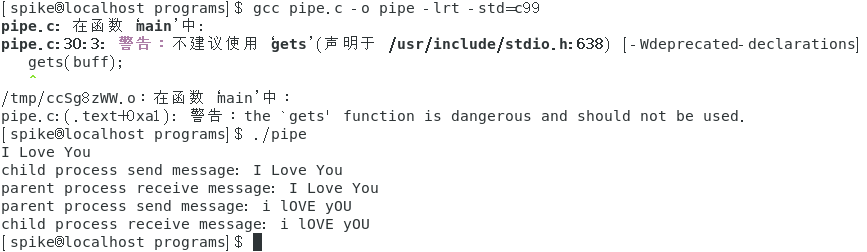 [spike@localhost programs]$ gcc pipe.c -o pipe -lrt -std=c99
pipe.c: 在函数 ‘main’中:
pipe.c:30:3: 警告：不建议使用 ‘gets’(声明于 /usr/include/stdio.h:638) [-Wdeprecated-declarations]
gets(buff);
^
/tmp/ccSg8zWW.o：在函数 ‘main’中：
pipe.c:(.text+0xa1): 警告：the `gets' function is dangerous and should not be used.
[spike@localhost programs]$ ./pipe
I Love You
child process send message: I Love You
parent process receive message: I Love You
parent process send message: i lOVE yOU
child process receive message: i lOVE yOU
[spike@localhost programs]$